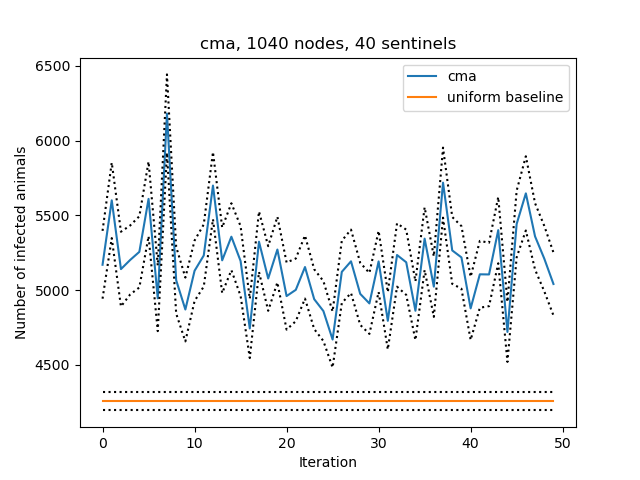 cma, 1040 nodes, 40 sentinels
cma
uniform baseline
Number of infected animals
6500
6000
5500
5000
4500
0 10 20 30 40 50
Iteration